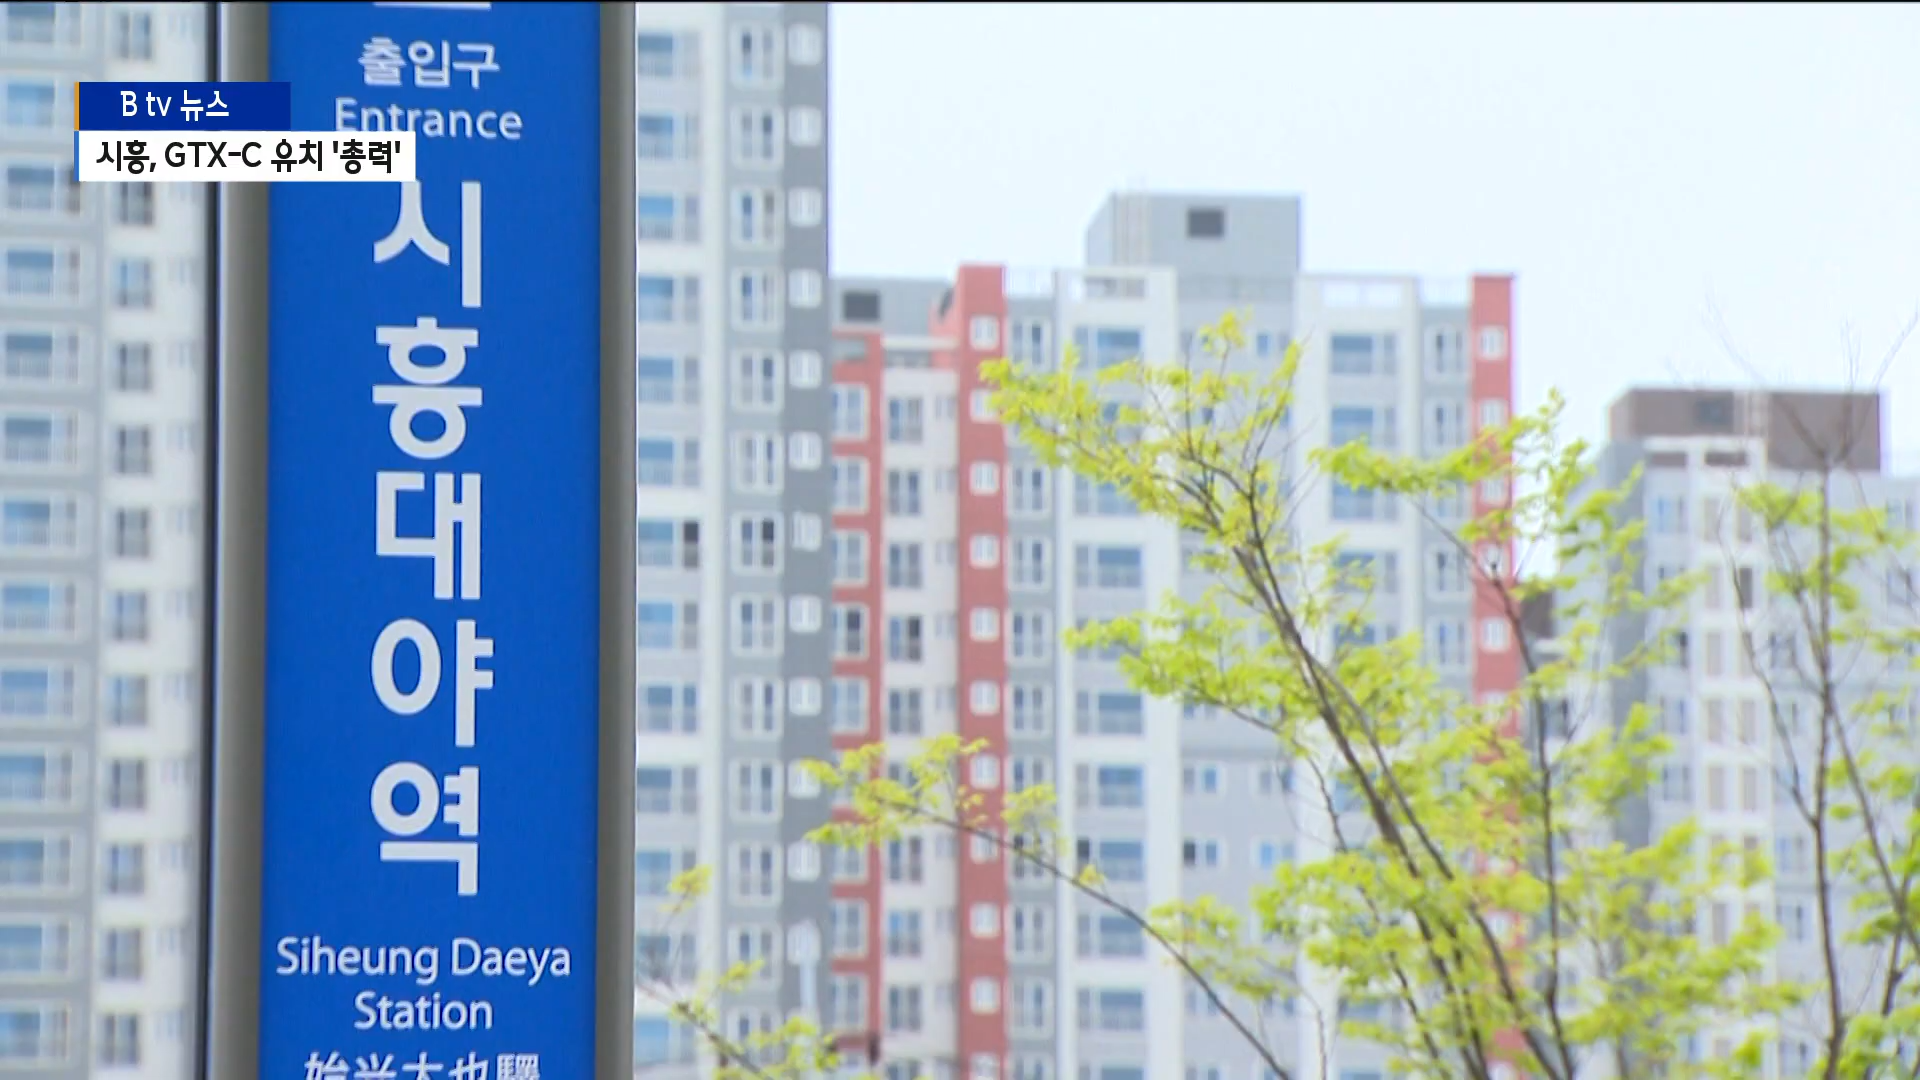 B tv 뉴스
시흥, GTX-C 유치 '총력'
출입구
Entrance
시흥대야역
Siheung Daeya
Station